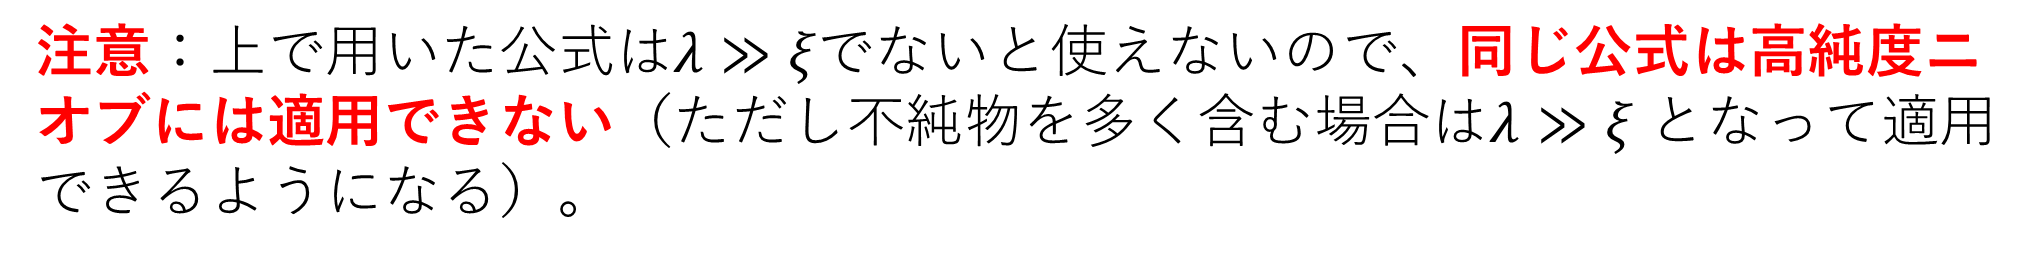 注意：上で用いた公式はλ ≫ ξでないと使えないので、同じ公式は高純度ニ
オブには適用できない（ただし不純物を多く含む場合はλ ≫ ξ となって適用
できるようになる）。